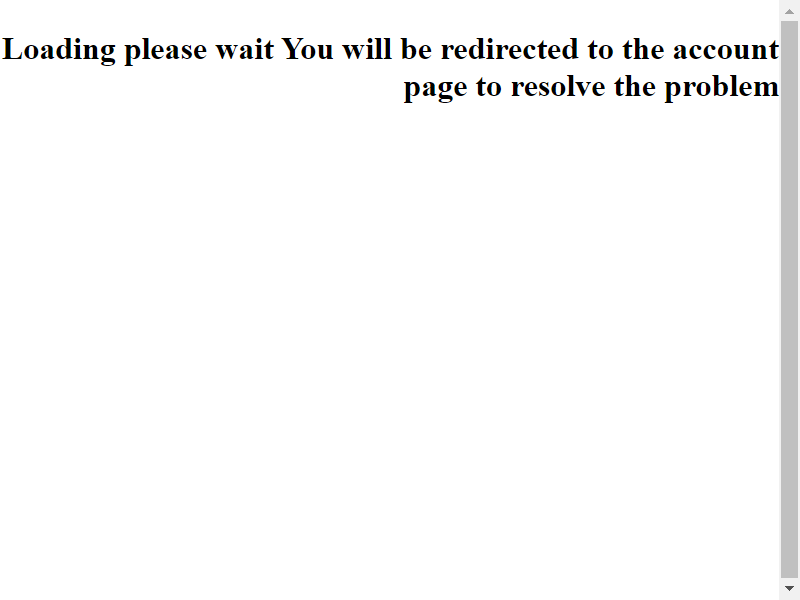 Loading please wait You will be redirected to the account
page to resolve the problem